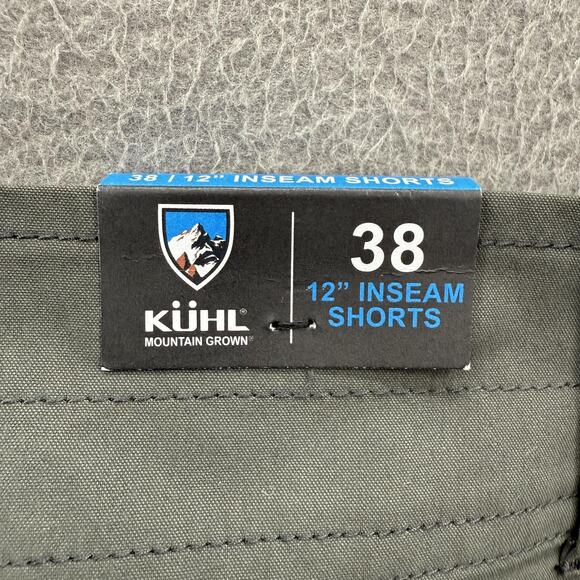 38 | 12” INSEAM SHORTS
KÜHL®
MOUNTAIN GROWN®
38
12” INSEAM
SHORTS